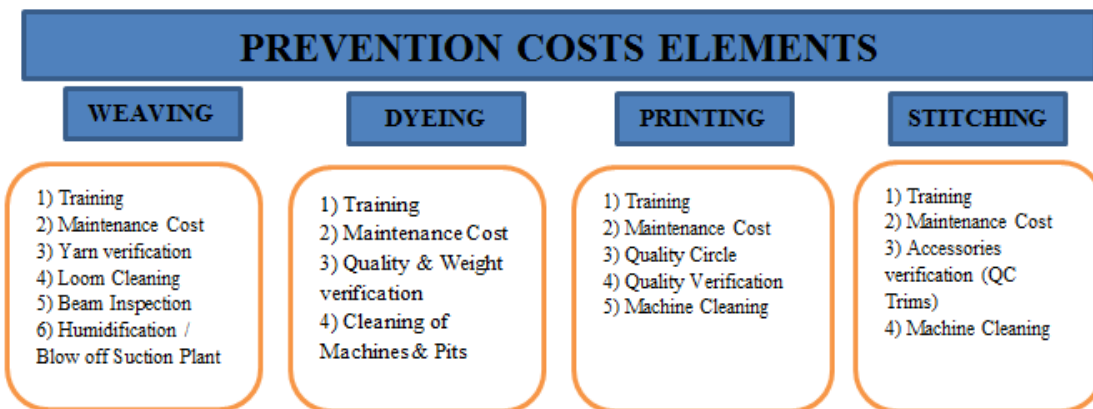 PREVENTION COSTS ELEMENTS
WEAVING
1) Training
2) Maintenance Cost
3) Yarn verification
4) Loom Cleaning
5) Beam Inspection
6) Humidification /
Blow off Suction Plant
DYEING
1) Training
2) Maintenance Cost
3) Quality & Weight
verification
4) Cleaning of
Machines & Pits
PRINTING
1) Training
2) Maintenance Cost
3) Quality Circle
4) Quality Verification
5) Machine Cleaning
STITCHING
1) Training
2) Maintenance Cost
3) Accessories
verification (QC
Trims)
4) Machine Cleaning